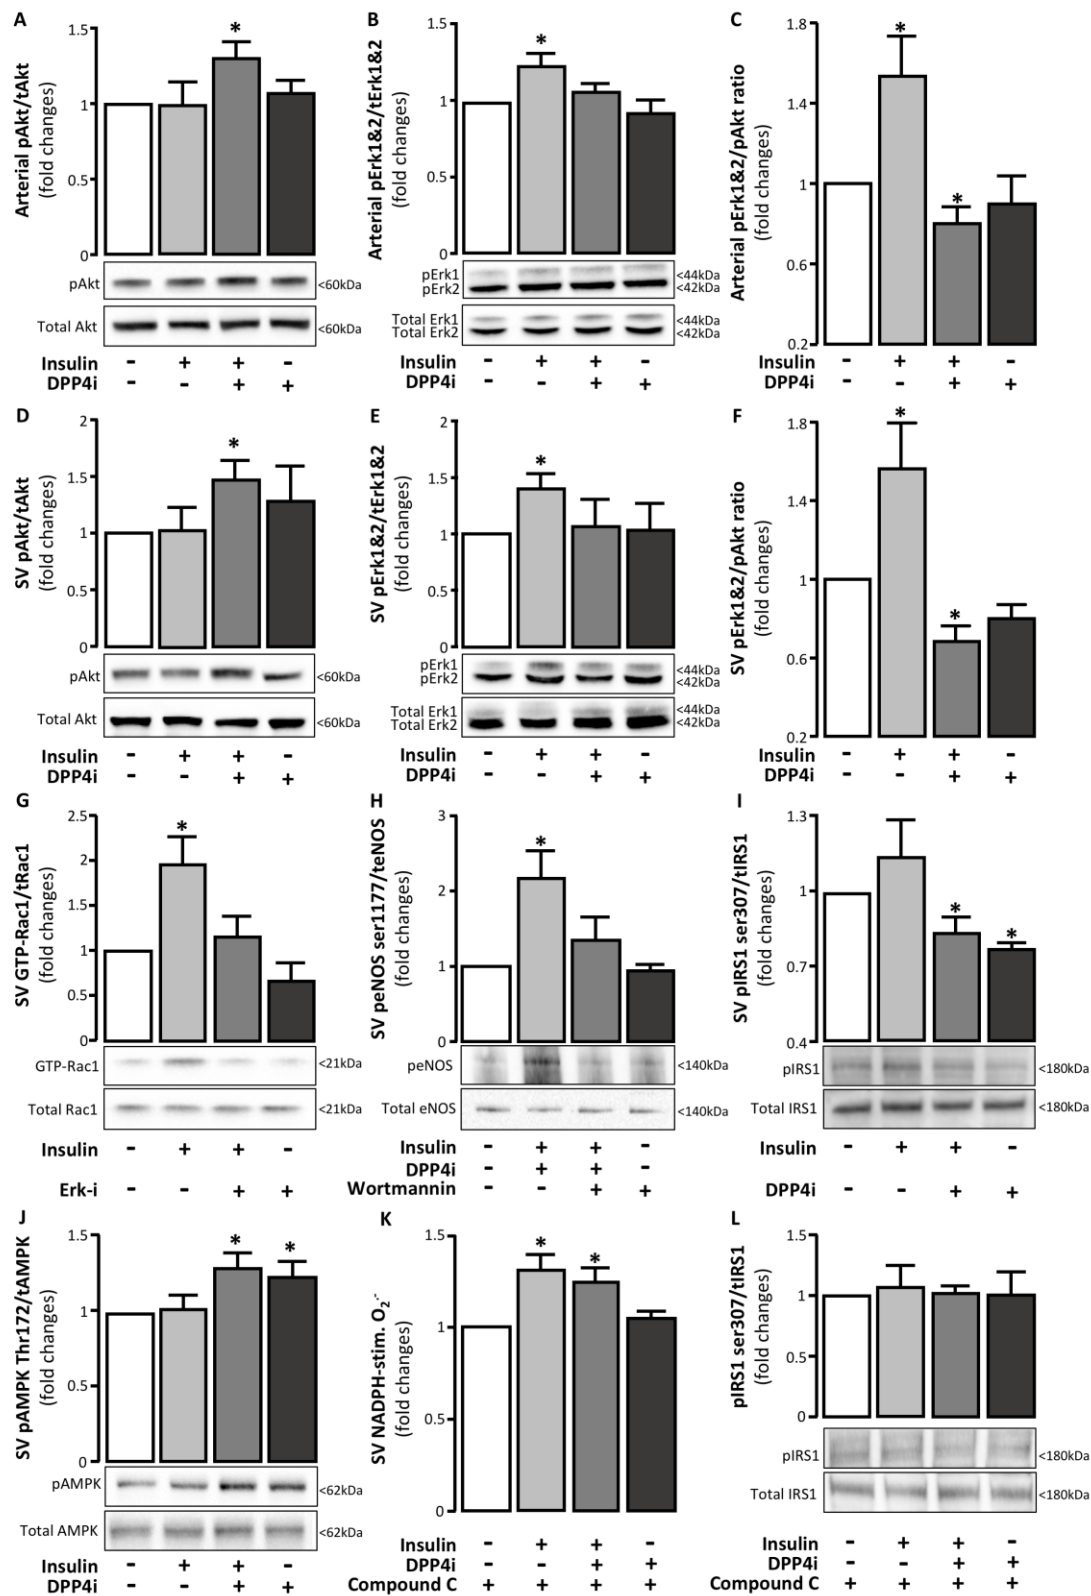 A
Arterial pAkt/tAkt
(fold changes)
1.5
*
1
0.5
0
pAkt
<60kDa
Total Akt
<60kDa
Insulin - + + -
DPP4i - - + +
B
Arterial pErk1&2/tErk1&2
(fold changes)
1.5
*
1
0.5
0
pErk1
<44kDa
pErk2
<42kDa
Total Erk1
<44kDa
Total Erk2
<42kDa
Insulin - + + -
DPP4i - - + +
C
Arterial pErk1&2/pAkt ratio
(fold changes)
1.8
*
1.4
1
*
0.6
0.2
Insulin - + + -
DPP4i - - + +
D
SV pAkt/tAkt
(fold changes)
2
*
1.5
1
0.5
0
pAkt
<60kDa
Total Akt
<60kDa
Insulin - + + -
DPP4i - - + +
E
SV pErk1&2/tErk1&2
(fold changes)
2
*
1.5
1
0.5
0
pErk1
<44kDa
pErk2
<42kDa
Total Erk1
<44kDa
Total Erk2
<42kDa
Insulin - + + -
DPP4i - - + +
F
SV pErk1&2/pAkt ratio
(fold changes)
1.8
*
1.4
1
*
0.6
0.2
Insulin - + + -
DPP4i - - + +
G
SV GTP-Rac1/tRac1
(fold changes)
2.5
*
2
1.5
1
0.5
0
GTP-Rac1
<21kDa
Total Rac1
<21kDa
Insulin - + + -
Erk-i - - + +
H
SV peNOS ser1177/teNOS
(fold changes)
3
*
2
1
0
peNOS
<140kDa
Total eNOS
<140kDa
Insulin - + + -
DPP4i - + + -
Wortmannin - - + +
I
SV pIRS1 ser307/tIRS1
(fold changes)
1.3
1
*
*
0.7
0.4
pIRS1
<180kDa
Total IRS1
<180kDa
Insulin - + + -
DPP4i - - + +
J
SV pAMPK Thr172/tAMPK
(fold changes)
1.5
*
*
1
0.5
0
pAMPK
<62kDa
Total AMPK
<62kDa
Insulin - + + -
DPP4i - - + +
K
SV NADPH-stim. O₂·⁻
(fold changes)
1.5
*
*
1
0.5
0
Insulin - + + -
DPP4i - - + +
Compound C + + + +
L
pIRS1 ser307/tIRS1
(fold changes)
1.5
1
0.5
0
pIRS1
<180kDa
Total IRS1
<180kDa
Insulin - + + -
DPP4i - - + +
Compound C + + + +